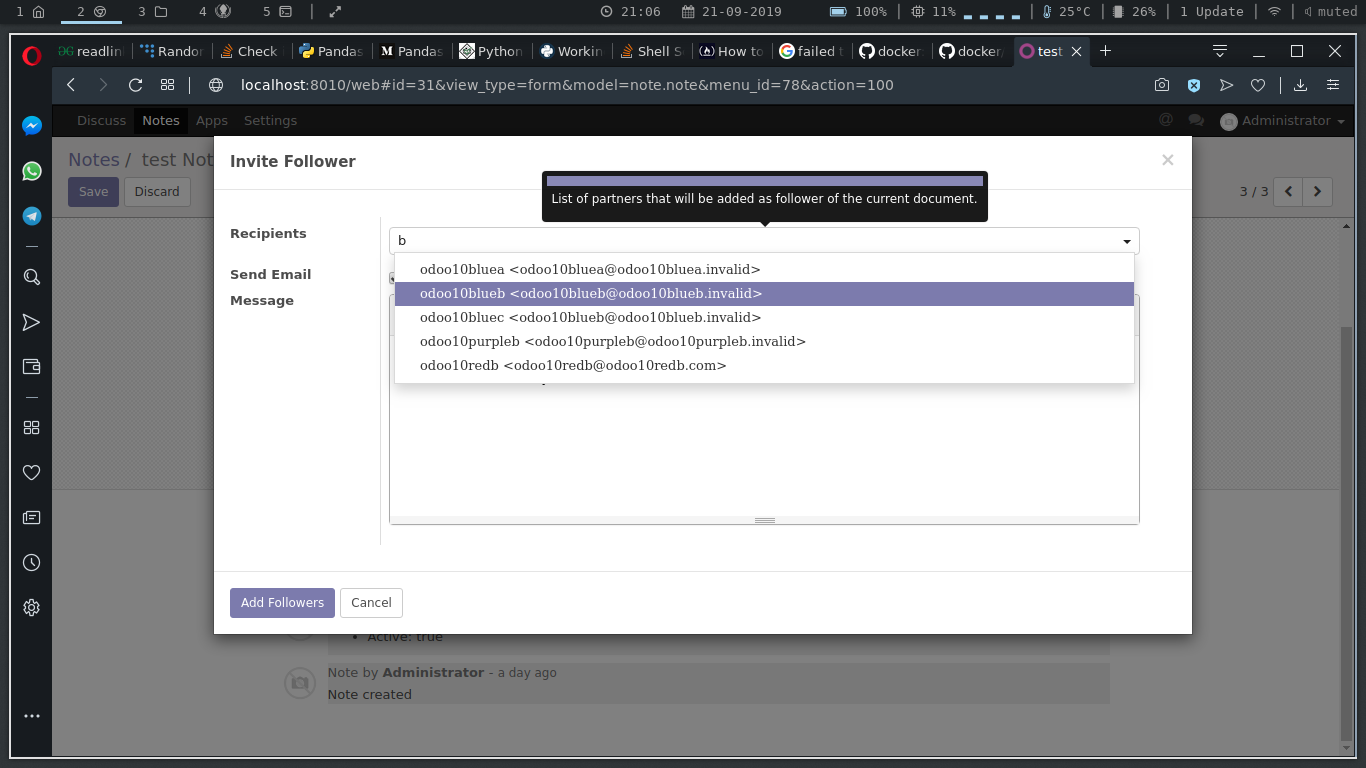 1 2 3 4 5 21:06 21-09-2019 100% 11% 25°C 26% 1 Update muted
readlin Randor Check Pandas Pandas Python Workin Shell S How to failed t docker- docker, test
localhost:8010/web#id=31&view_type=form&model=note.note&menu_id=78&action=100
Discuss Notes Apps Settings @ Administrator
Notes / test Not
Save Discard 3 / 3
Invite Follower ×
List of partners that will be added as follower of the current document.
Recipients b
Send Email
Message
odoo10bluea <odoo10bluea@odoo10bluea.invalid>
odoo10blueb <odoo10blueb@odoo10blueb.invalid>
odoo10bluec <odoo10blueb@odoo10blueb.invalid>
odoo10purpleb <odoo10purpleb@odoo10purpleb.invalid>
odoo10redb <odoo10redb@odoo10redb.com>
Add Followers Cancel
• Active: true
Note by Administrator - a day ago
Note created